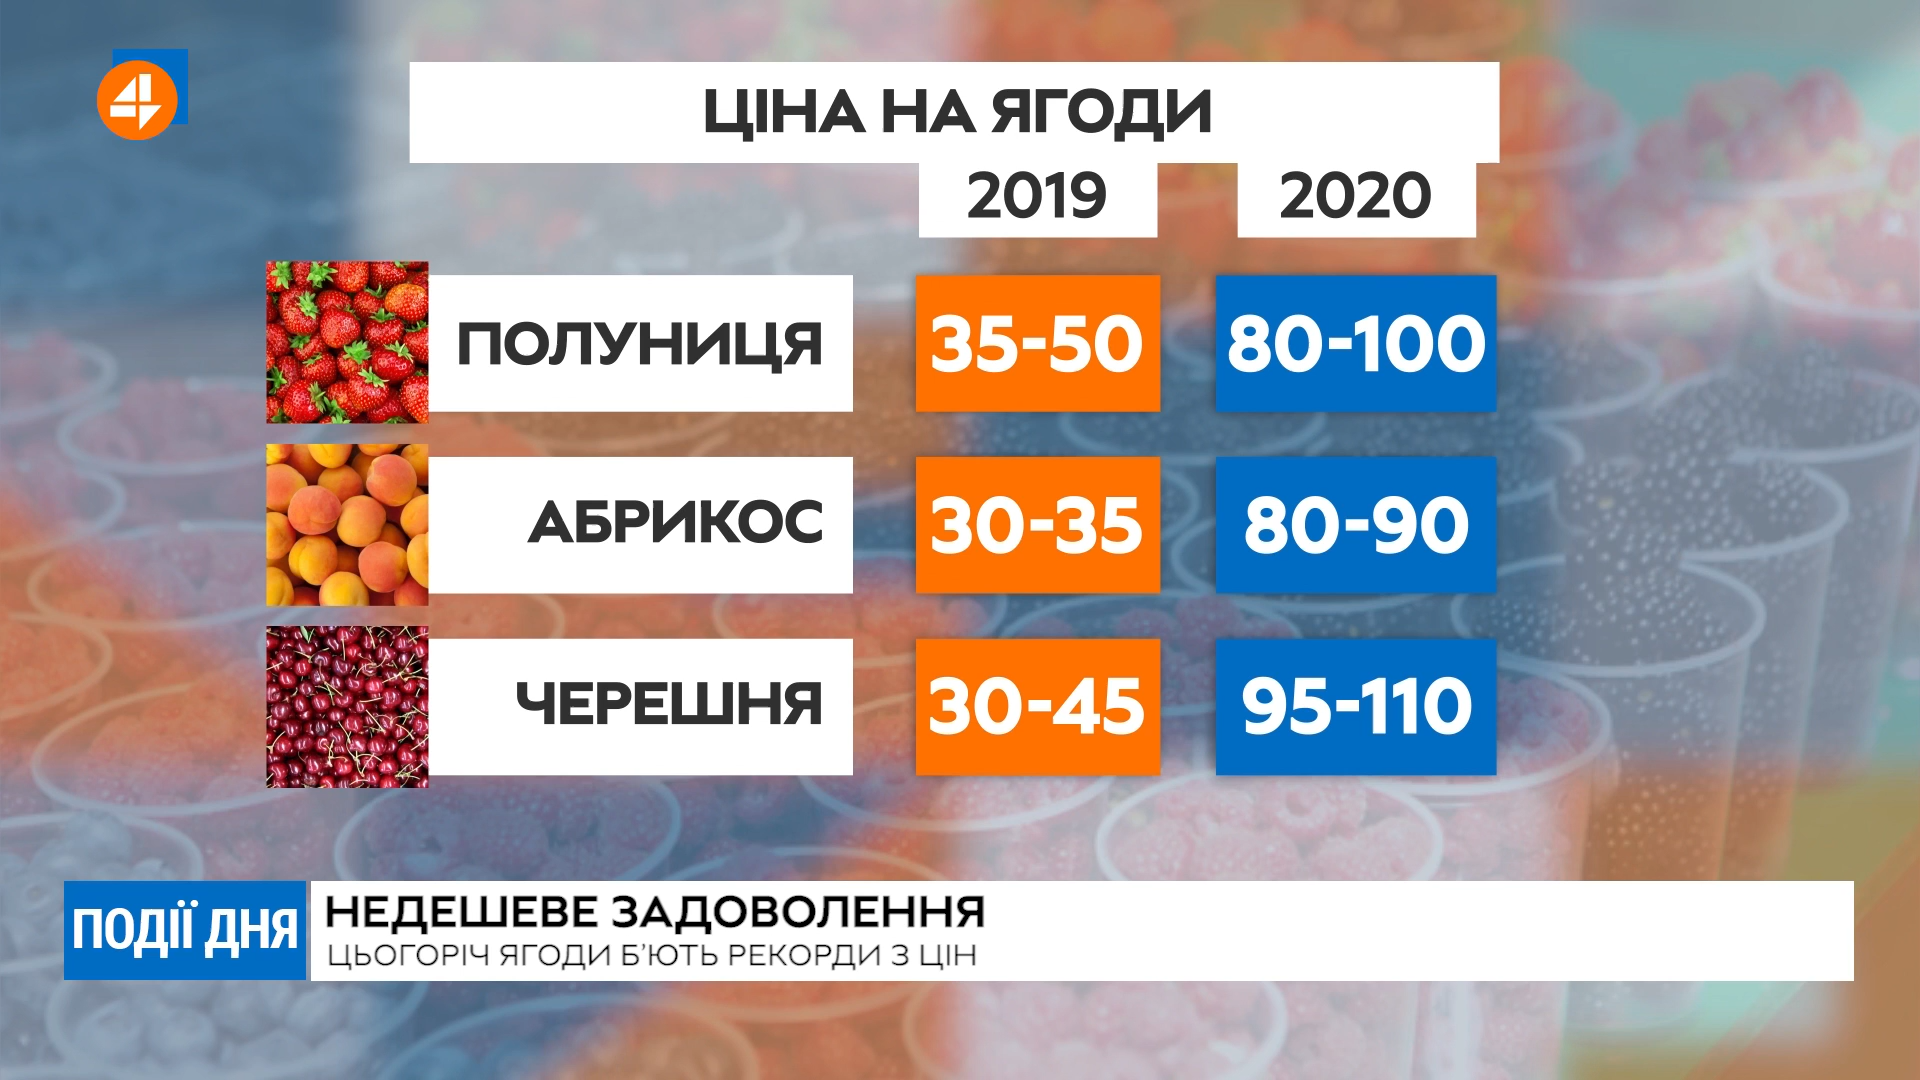 4
ЦІНА НА ЯГОДИ
2019 2020
ПОЛУНИЦЯ 35-50 80-100
АБРИКОС 30-35 80-90
ЧЕРЕШНЯ 30-45 95-110
ПОДІЇ ДНЯ
НЕДЕШЕВЕ ЗАДОВОЛЕННЯ
ЦЬОГОРІЧ ЯГОДИ Б'ЮТЬ РЕКОРДИ З ЦІН